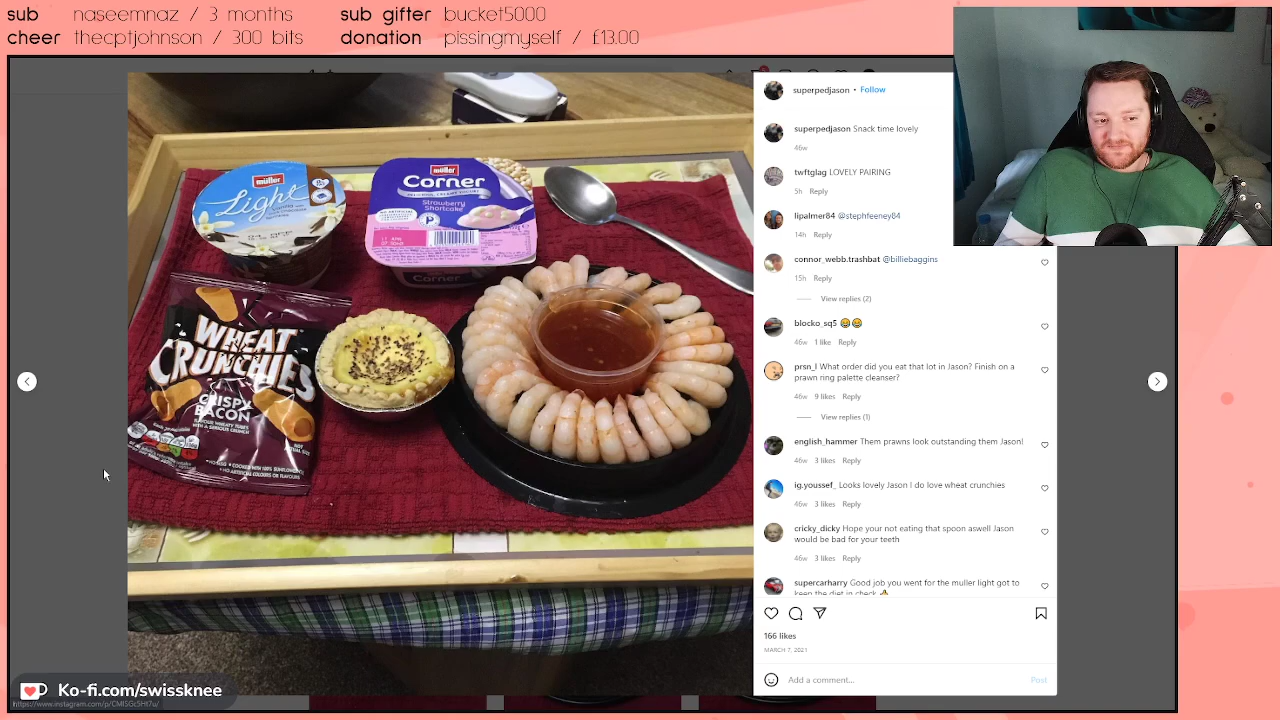 sub nasmaz / 3 months
sub gifter bucket5000
cheer thecptjohnson / 300 bits
donation pissingmyself / £13.00
müller
Light
müller
Corner
Strawberry
Shortcake
Corner
WHEAT
CRUNCHIES
CRISPY
BACON
superpedjason • Follow
superpedjason Snack time lovely
46w
twftglag LOVELY PAIRING
5h Reply
lipalmer84 @stephfeeney84
14h Reply
connor_webb.trashbat @billiebaggins
15h Reply
View replies (2)
blocko_sq5 😂😂
46w 1 like Reply
prsn_l What order did you eat that lot in Jason? Finish on a
prawn ring palette cleanser?
46w 9 likes Reply
View replies (1)
english_hammer Them prawns look outstanding them Jason!
46w 3 likes Reply
ig.youssef_ Looks lovely Jason I do love wheat crunchies
46w 3 likes Reply
cricky_dicky Hope your not eating that spoon aswell Jason
would be bad for your teeth
46w 3 likes Reply
supercarharry Good job you went for the muller light got to
keep the diet in check 👍
166 likes
MARCH 7, 2021
Add a comment...
Post
Ko-fi.com/swissknee